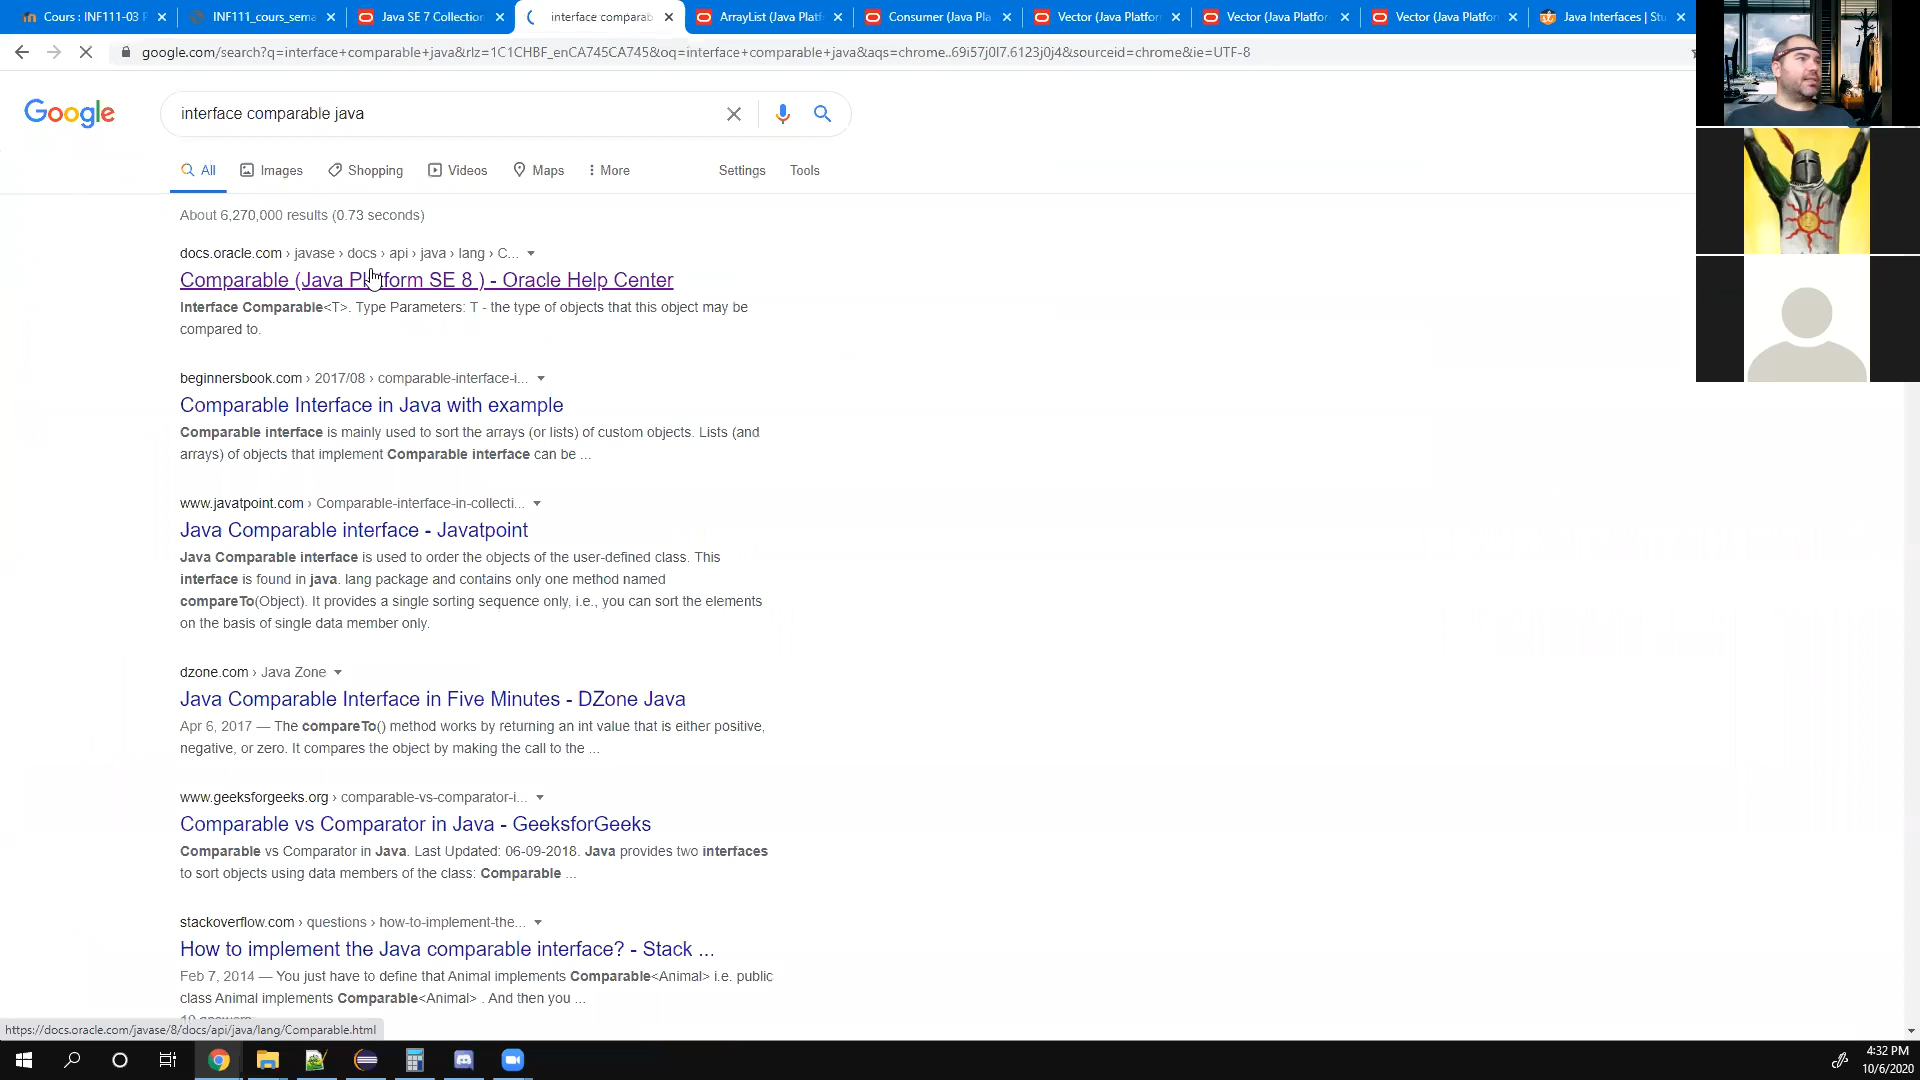 Cours : INF111-03 P
INF111_cours_sema
Java SE 7 Collection
interface comparab
ArrayList (Java Platf
Consumer (Java Pla
Vector (Java Platfor
Vector (Java Platfor
Vector (Java Platfor
Java Interfaces | Stu
google.com/search?q=interface+comparable+java&rlz=1C1CHBF_enCA745CA745&oq=interface+comparable+java&aqs=chrome..69i57j0l7.6123j0j4&sourceid=chrome&ie=UTF-8
Google
interface comparable java
All
Images
Shopping
Videos
Maps
More
Settings
Tools
About 6,270,000 results (0.73 seconds)
docs.oracle.com › javase › docs › api › java › lang › C...
Comparable (Java Platform SE 8 ) - Oracle Help Center
Interface Comparable<T>. Type Parameters: T - the type of objects that this object may be
compared to.
beginnersbook.com › 2017/08 › comparable-interface-i...
Comparable Interface in Java with example
Comparable interface is mainly used to sort the arrays (or lists) of custom objects. Lists (and
arrays) of objects that implement Comparable interface can be ...
www.javatpoint.com › Comparable-interface-in-collecti...
Java Comparable interface - Javatpoint
Java Comparable interface is used to order the objects of the user-defined class. This
interface is found in java. lang package and contains only one method named
compareTo(Object). It provides a single sorting sequence only, i.e., you can sort the elements
on the basis of single data member only.
dzone.com › Java Zone
Java Comparable Interface in Five Minutes - DZone Java
Apr 6, 2017 — The compareTo() method works by returning an int value that is either positive,
negative, or zero. It compares the object by making the call to the ...
www.geeksforgeeks.org › comparable-vs-comparator-i...
Comparable vs Comparator in Java - GeeksforGeeks
Comparable vs Comparator in Java. Last Updated: 06-09-2018. Java provides two interfaces
to sort objects using data members of the class: Comparable ...
stackoverflow.com › questions › how-to-implement-the...
How to implement the Java comparable interface? - Stack ...
Feb 7, 2014 — You just have to define that Animal implements Comparable<Animal> i.e. public
class Animal implements Comparable<Animal> . And then you ...
https://docs.oracle.com/javase/8/docs/api/java/lang/Comparable.html
4:32 PM
10/6/2020